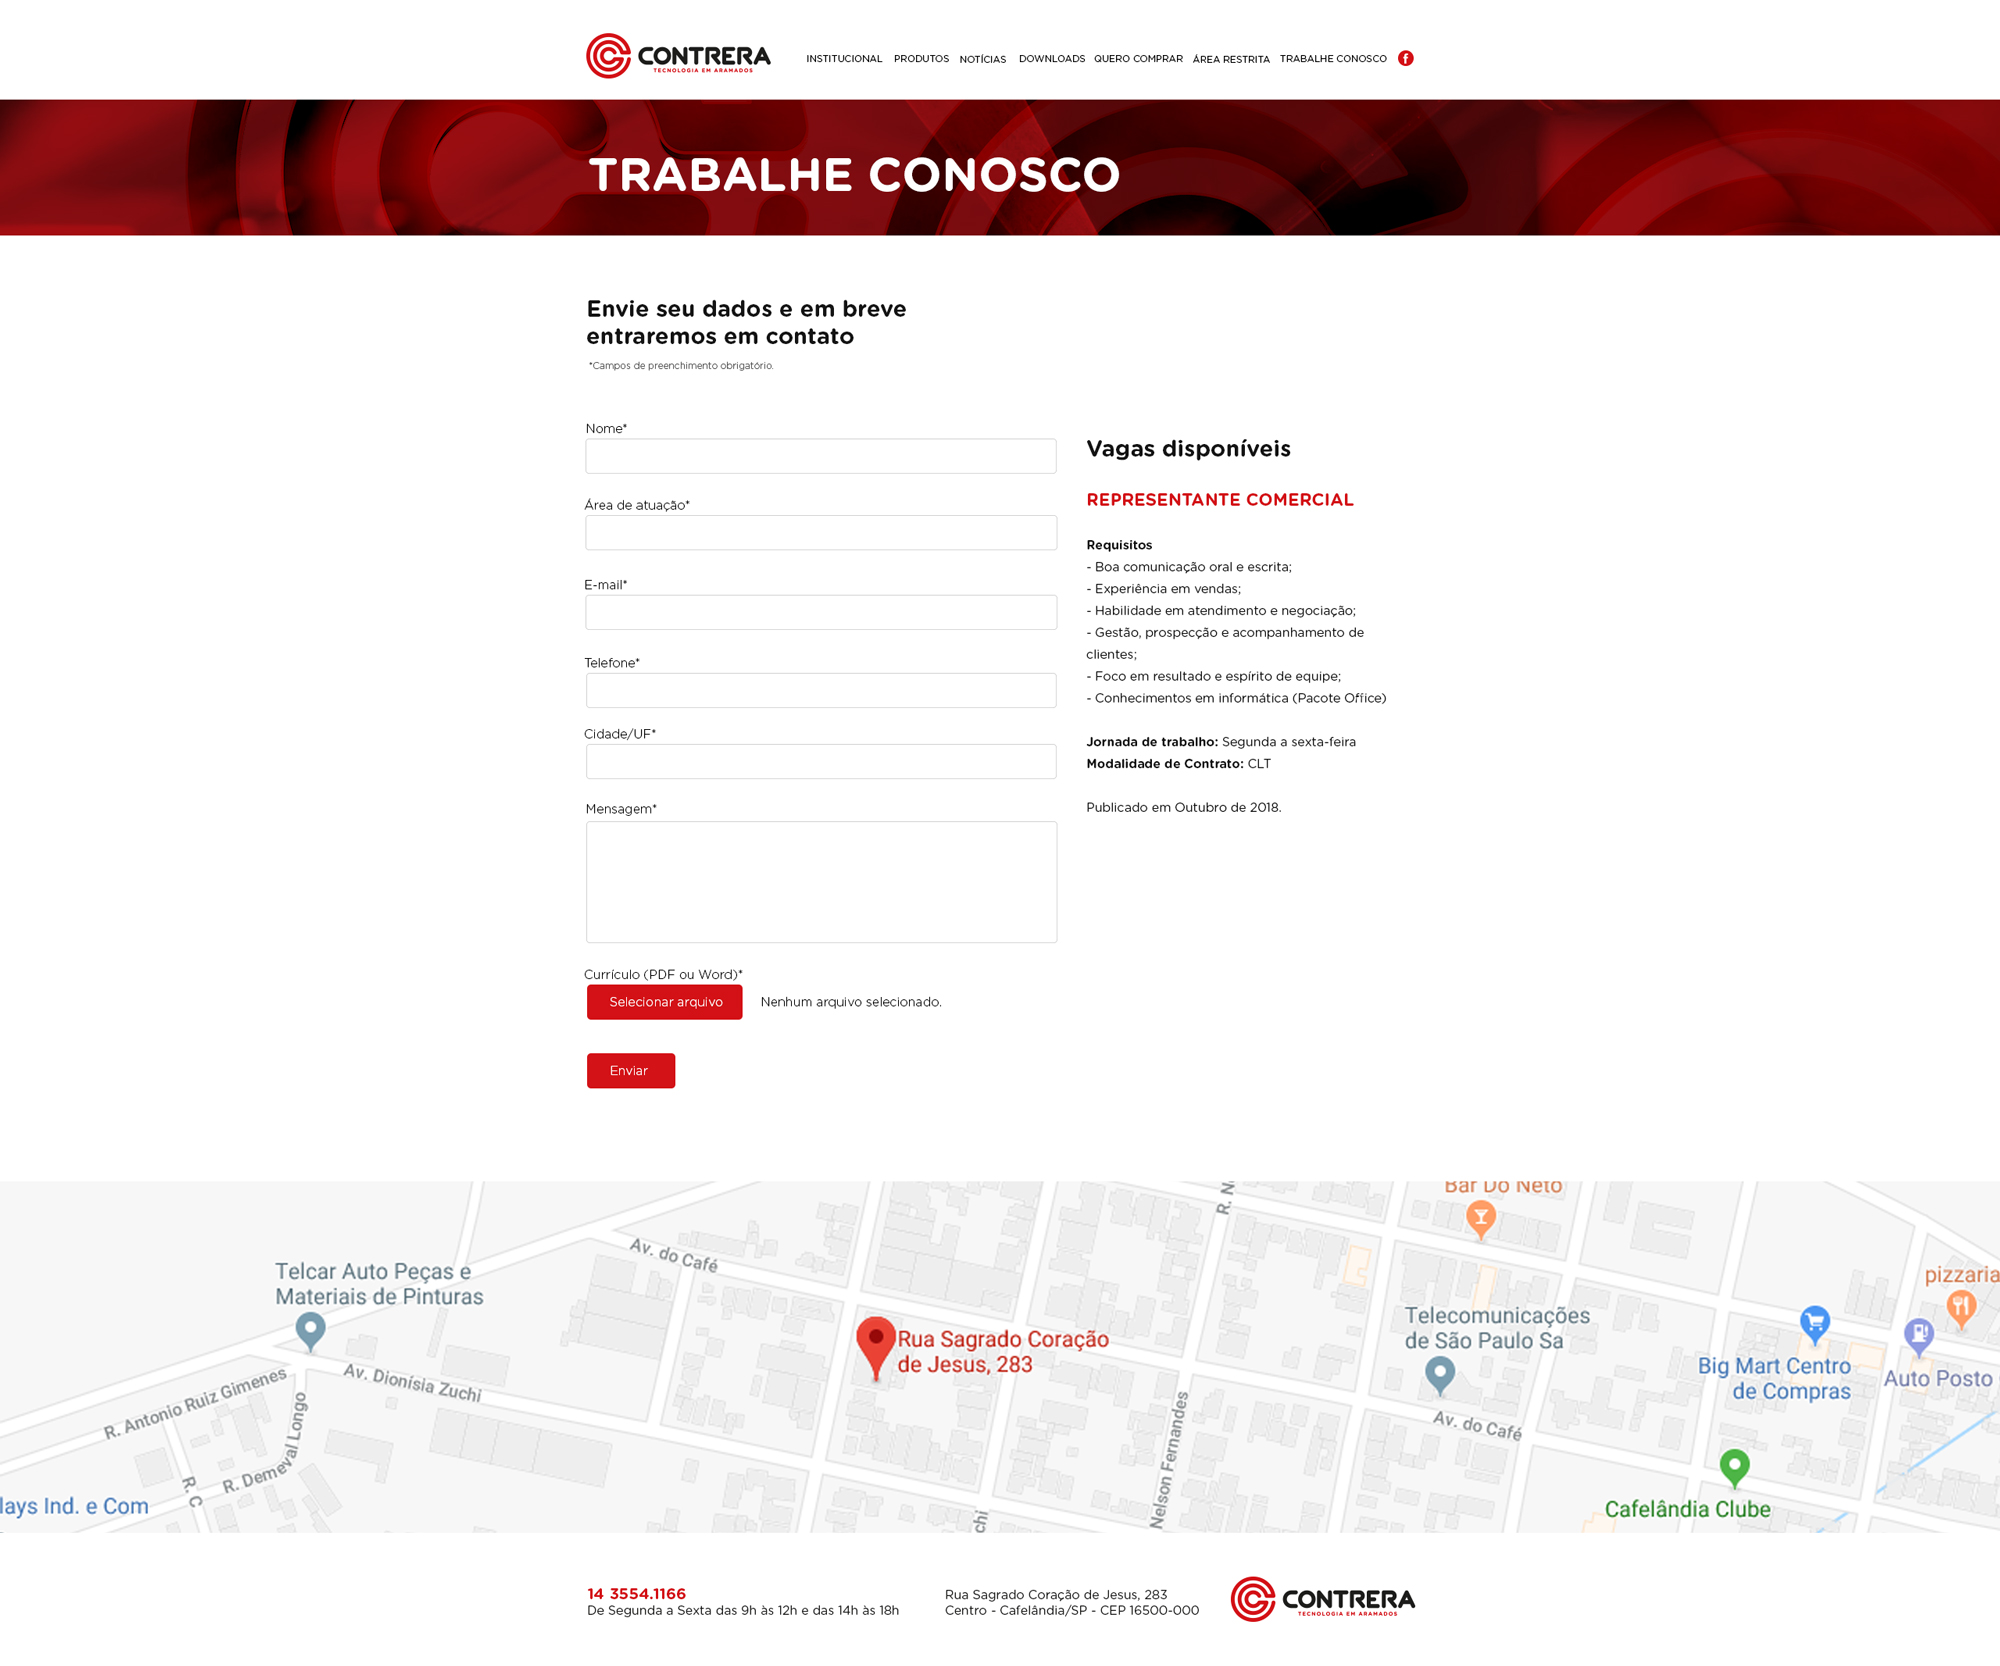 CONTRERA
TECNOLOGIA EM ARAMADOS
INSTITUCIONAL PRODUTOS NOTÍCIAS DOWNLOADS QUERO COMPRAR ÁREA RESTRITA TRABALHE CONOSCO
TRABALHE CONOSCO
Envie seu dados e em breve
entraremos em contato
*Campos de preenchimento obrigatório.
Nome*
Área de atuação*
E-mail*
Telefone*
Cidade/UF*
Mensagem*
Currículo (PDF ou Word)*
Selecionar arquivo Nenhum arquivo selecionado.
Enviar
Vagas disponíveis
REPRESENTANTE COMERCIAL
Requisitos
- Boa comunicação oral e escrita;
- Experiência em vendas;
- Habilidade em atendimento e negociação;
- Gestão, prospecção e acompanhamento de
clientes;
- Foco em resultado e espírito de equipe;
- Conhecimentos em informática (Pacote Office)
Jornada de trabalho: Segunda a sexta-feira
Modalidade de Contrato: CLT
Publicado em Outubro de 2018.
R. N
Bar Do Neto
Av. do Café
Telcar Auto Peças e
Materiais de Pinturas
pizzaria
Telecomunicações
de São Paulo Sa
Rua Sagrado Coração
de Jesus, 283
Big Mart Centro
de Compras
Auto Posto
R. Antonio Ruiz Gimenes
Av. Dionísia Zuchi
R. Demeval Longo
R. C
Nelson Fernandes
Av. do Café
lays Ind. e Com
chi
Cafelândia Clube
14 3554.1166
De Segunda a Sexta das 9h às 12h e das 14h às 18h
Rua Sagrado Coração de Jesus, 283
Centro - Cafelândia/SP - CEP 16500-000
CONTRERA
TECNOLOGIA EM ARAMADOS